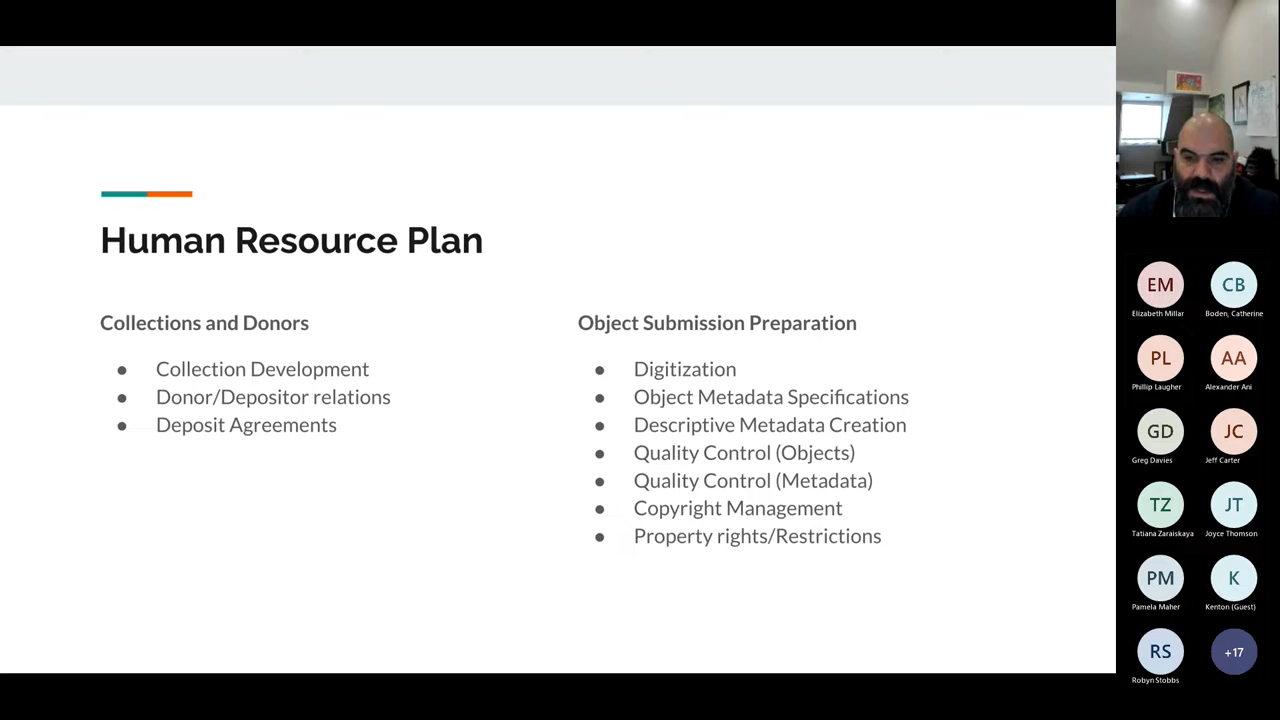 Human Resource Plan
Collections and Donors
● Collection Development
● Donor/Depositor relations
● Deposit Agreements
Object Submission Preparation
● Digitization
● Object Metadata Specifications
● Descriptive Metadata Creation
● Quality Control (Objects)
● Quality Control (Metadata)
● Copyright Management
● Property rights/Restrictions
EM
Elizabeth Millar
CB
Boden, Catherine
PL
Phillip Laugher
AA
Alexander Ani
GD
Greg Davies
JC
Jeff Carter
TZ
Tatiana Zaraiskaya
JT
Joyce Thomson
PM
Pamela Maher
K
Kenton (Guest)
RS
Robyn Stobbs
+17